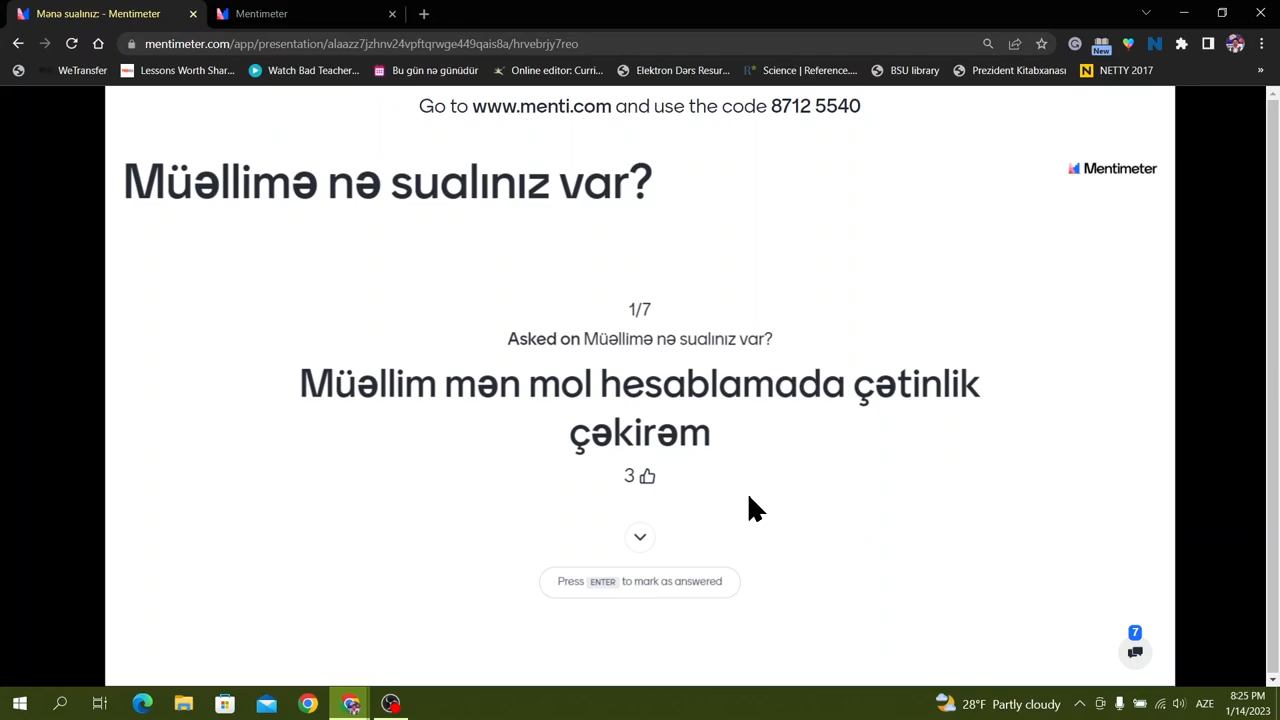 Mənə sualınız - Mentimeter
Mentimeter
mentimeter.com/app/presentation/alaazz7jzhnv24vpftqrwge449qais8a/hrvebrjy7reo
New
WeTransfer
Lessons Worth Shar...
Watch Bad Teacher...
Bu gün nə günüdür
Online editor: Curri...
Elektron Dərs Resur...
Science | Reference....
BSU library
Prezident Kitabxanası
NETTY 2017
Go to www.menti.com and use the code 8712 5540
Müəllimə nə sualınız var?
Mentimeter
1/7
Asked on Müəllimə nə sualınız var?
Müəllim mən mol hesablamada çətinlik
çəkirəm
3
Press ENTER to mark as answered
7
28°F Partly cloudy
AZE
8:25 PM
1/14/2023